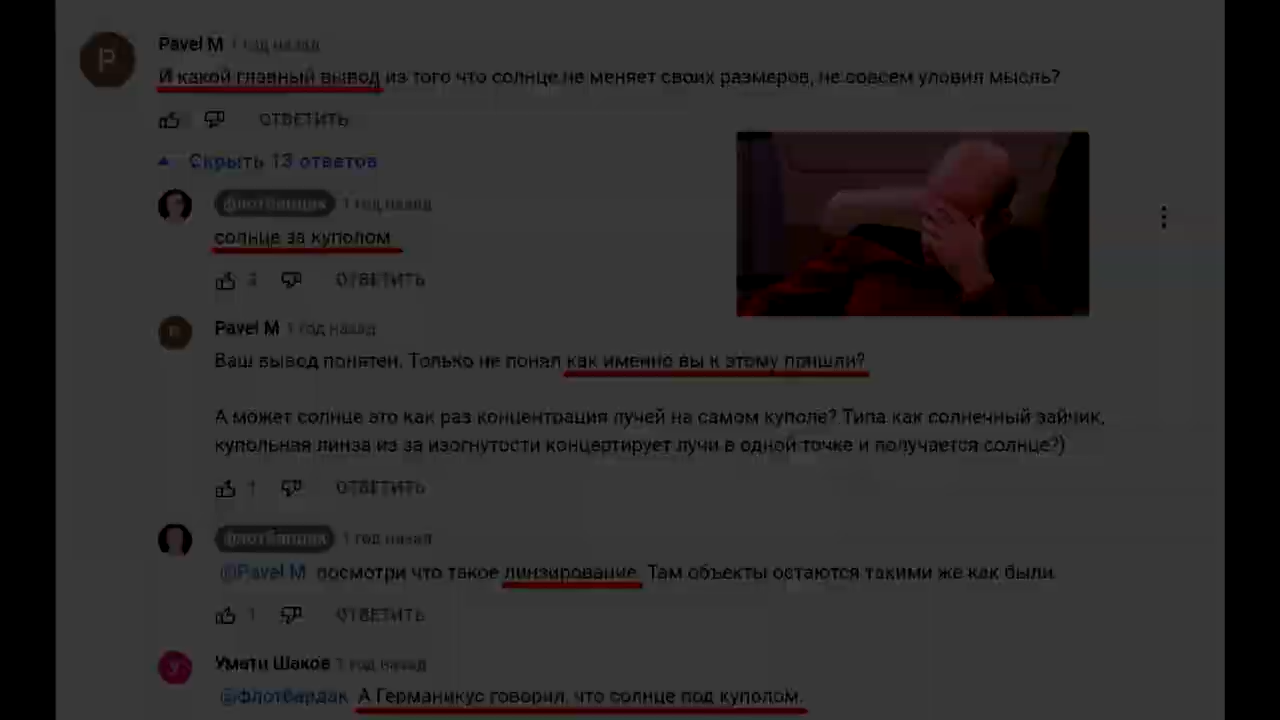 Pavel M 1 год назад
И какой главный вывод из того что солнце не меняет своих размеров, не совсем уловил мысль?
ОТВЕТИТЬ
Скрыть 13 ответов
флотбардак 1 год назад
солнце за куполом
ОТВЕТИТЬ
Pavel M 1 год назад
Ваш вывод понятен. Только не понял как именно вы к этому пришли?
А может солнце это как раз концентрация лучей на самом куполе? Типа как солнечный зайчик,
купольная линза из за изогнутости концертирует лучи в одной точке и получается солнце?)
1 ОТВЕТИТЬ
флотбардак 1 год назад
@Pavel M посмотри что такое линзирование. Там объекты остаются такими же как были
1 ОТВЕТИТЬ
Умати Шаков 1 год назад
@флотбардак А Германикус говорил, что солнце под куполом.